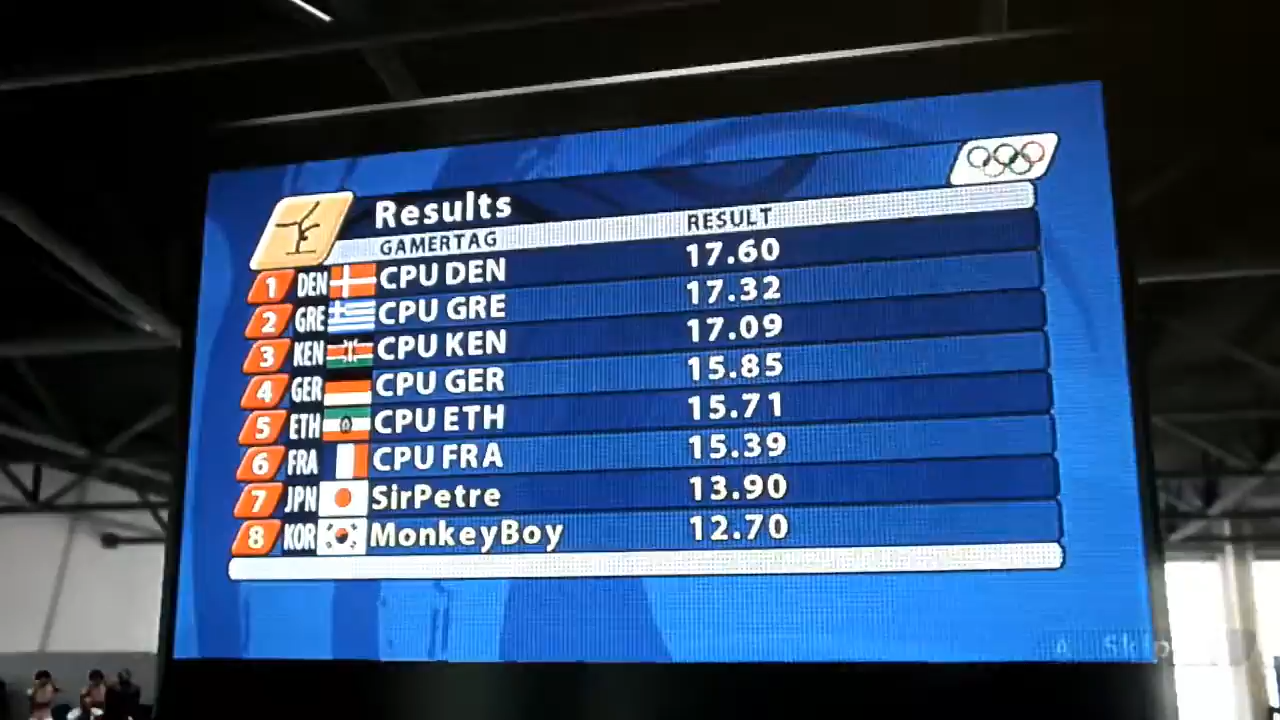 Results
GAMERTAG RESULT
1 DEN CPU DEN 17.60
2 GRE CPU GRE 17.32
3 KEN CPU KEN 17.09
4 GER CPU GER 15.85
5 ETH CPU ETH 15.71
6 FRA CPU FRA 15.39
7 JPN SirPetre 13.90
8 KOR MonkeyBoy 12.70
Skip